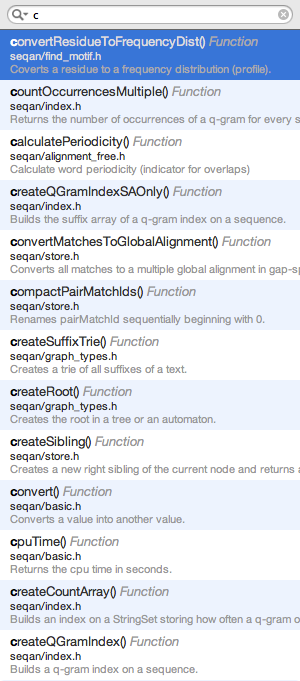 c
convertResidueToFrequencyDist() Function
seqan/find_motif.h
Coverts a residue to a frequency distribution (profile).
countOccurrencesMultiple() Function
seqan/index.h
Returns the number of occurrences of a q-gram for every s
calculatePeriodicity() Function
seqan/alignment_free.h
Calculate word periodicity (indicator for overlaps)
createQGramIndexSAOnly() Function
seqan/index.h
Builds the suffix array of a q-gram index on a sequence.
convertMatchesToGlobalAlignment() Function
seqan/store.h
Converts all matches to a multiple global alignment in gap-sp
compactPairMatchIds() Function
seqan/store.h
Renames pairMatchId sequentially beginning with 0.
createSuffixTrie() Function
seqan/graph_types.h
Creates a trie of all suffixes of a text.
createRoot() Function
seqan/graph_types.h
Creates the root in a tree or an automaton.
createSibling() Function
seqan/store.h
Creates a new right sibling of the current node and returns a
convert() Function
seqan/basic.h
Converts a value into another value.
cpuTime() Function
seqan/basic.h
Returns the cpu time in seconds.
createCountArray() Function
seqan/index.h
Builds an index on a StringSet storing how often a q-gram o
createQGramIndex() Function
seqan/index.h
Builds a q-gram index on a sequence.